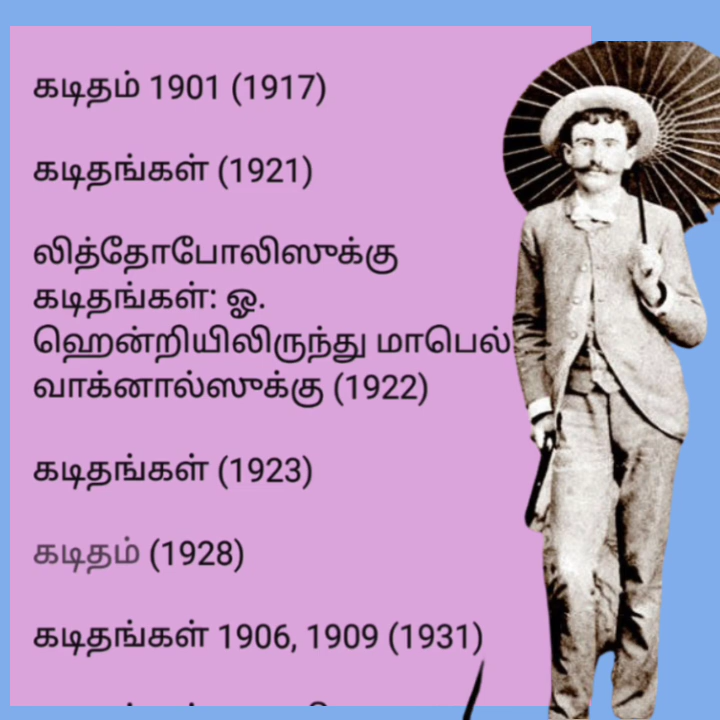 கடிதம் 1901 (1917)
கடிதங்கள் (1921)
லித்தோபோலிஸுக்கு
கடிதங்கள்: ஓ.
ஹென்றியிலிருந்து மாபெல்
வாக்னால்ஸுக்கு (1922)
கடிதங்கள் (1923)
கடிதம் (1928)
கடிதங்கள் 1906, 1909 (1931)